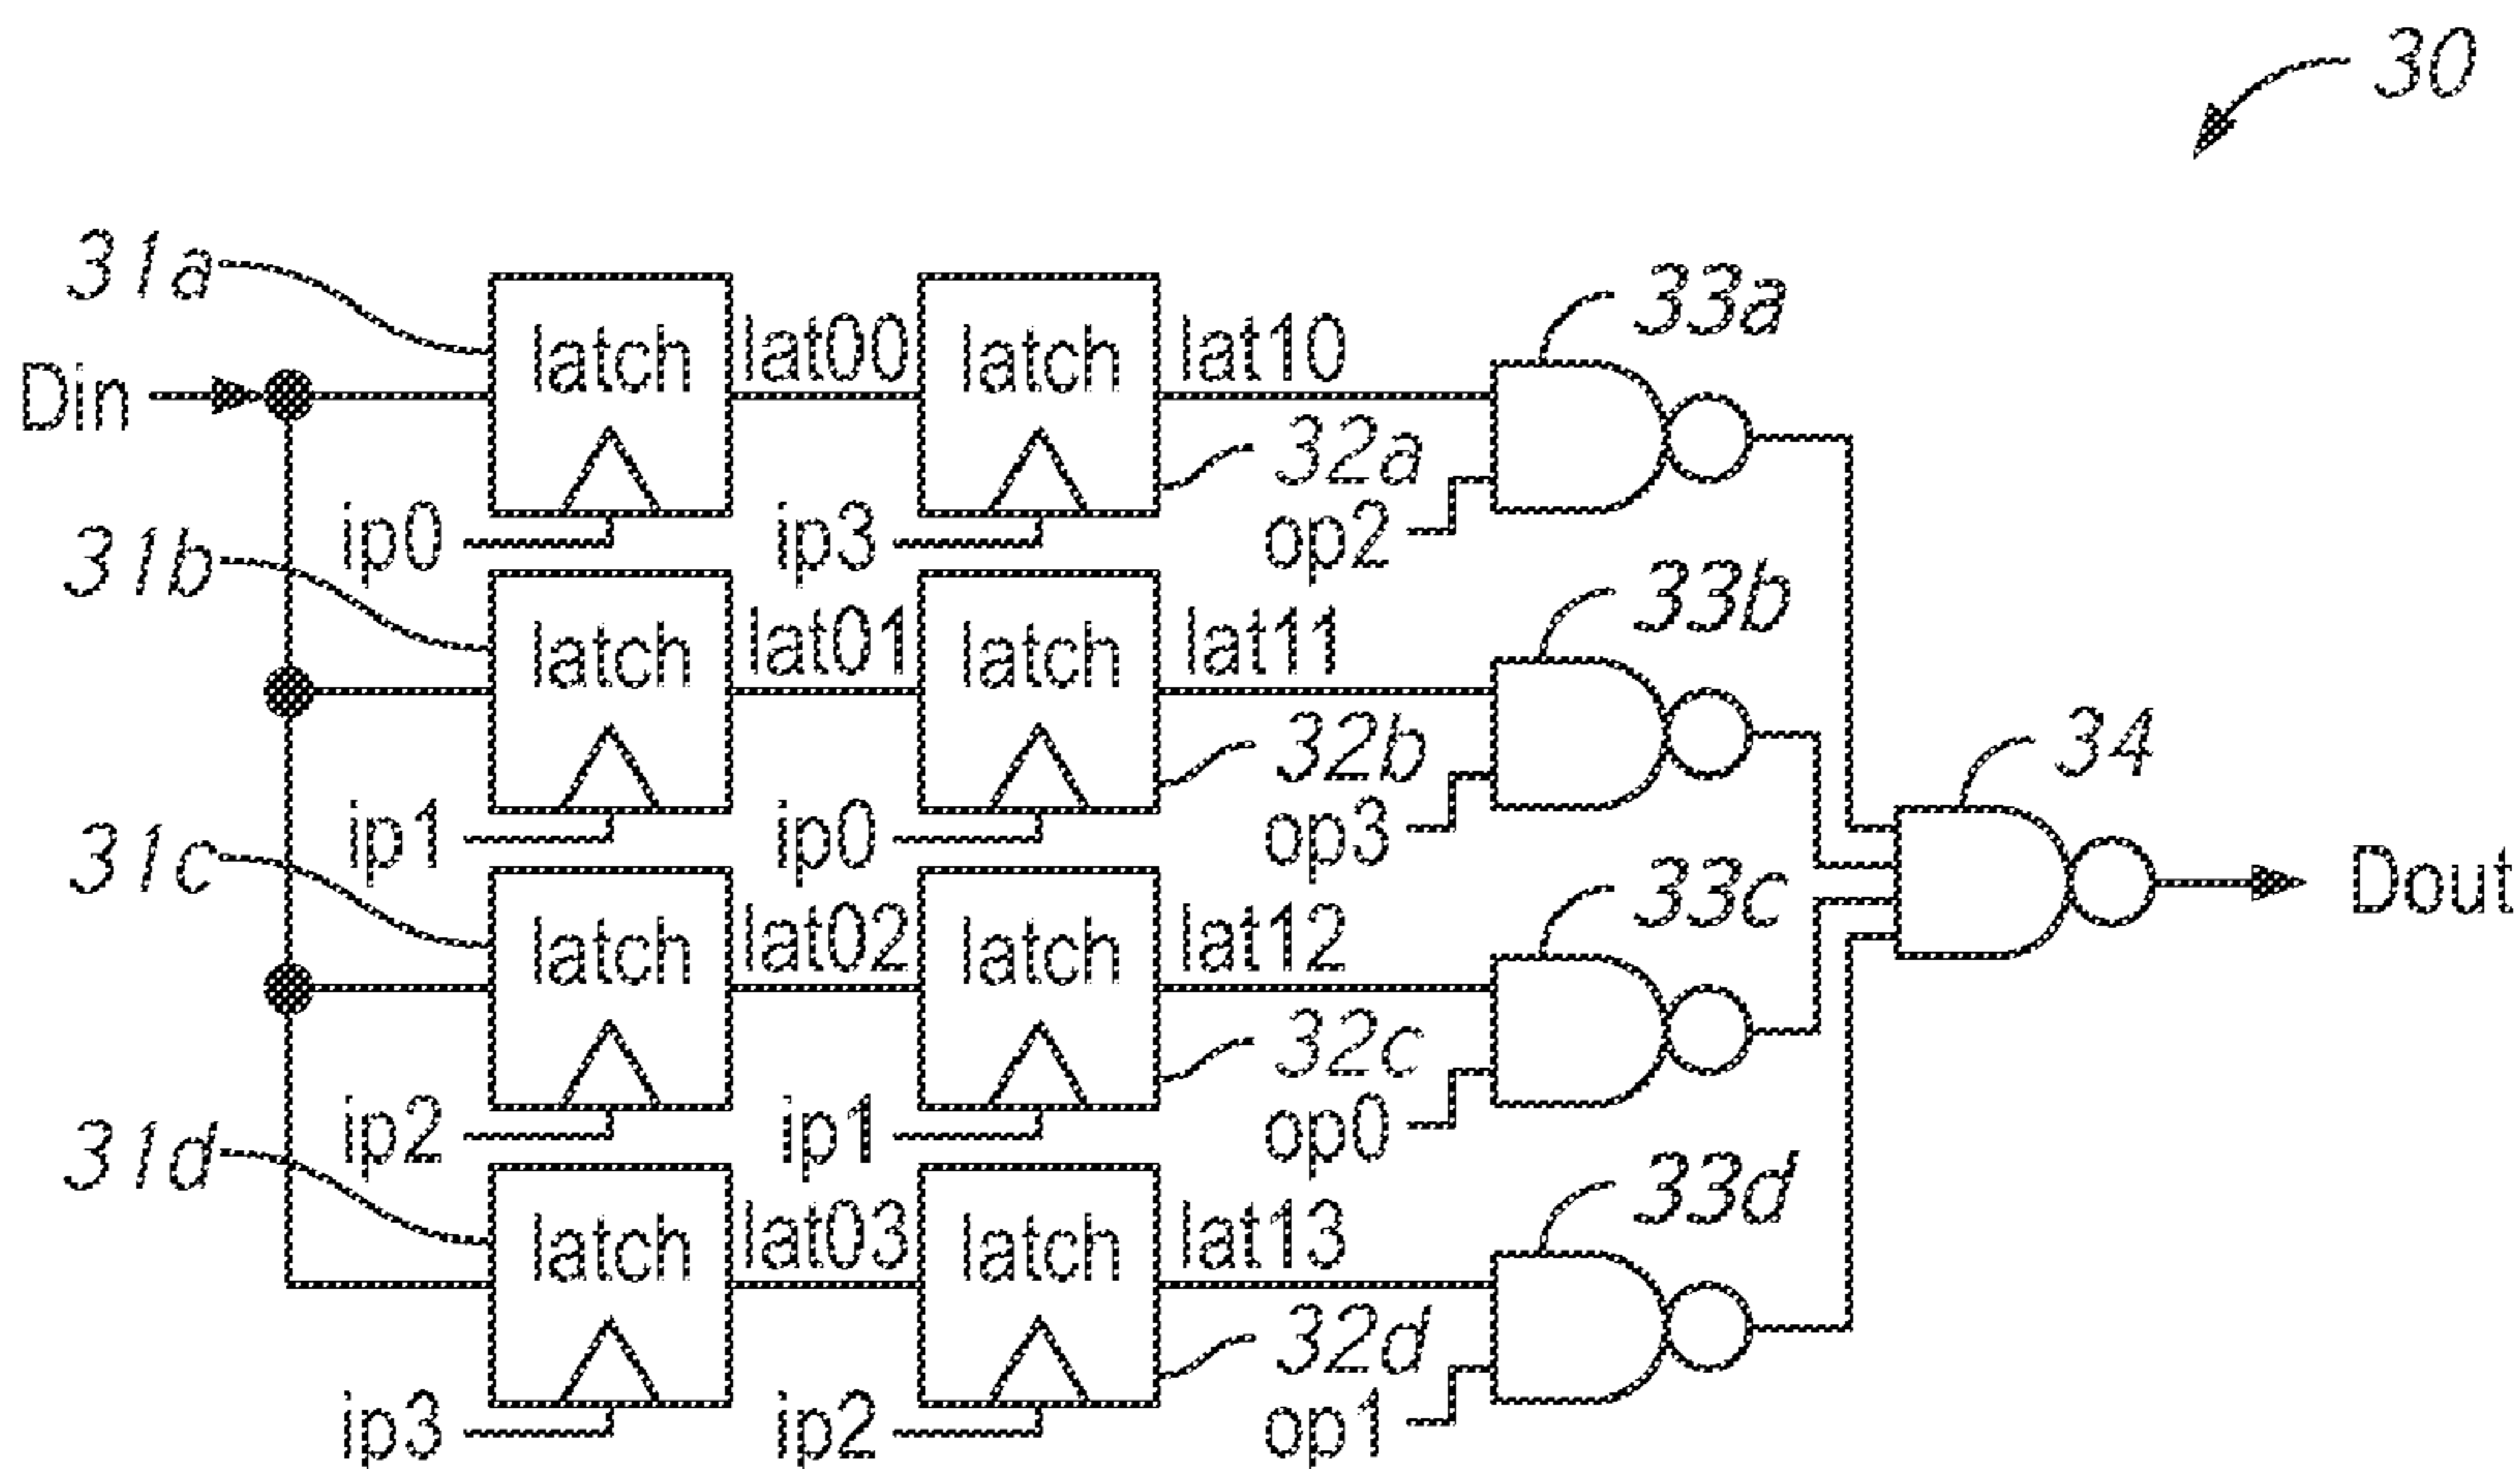 30
31a
latch
lat00
latch
lat10
33a
Din
32a
ip0
ip3
op2
31b
latch
lat01
latch
lat11
33b
32b
34
ip1
ip0
op3
31c
latch
lat02
latch
lat12
33c
Dout
32c
ip2
ip1
op0
31d
latch
lat03
latch
lat13
33d
32d
ip3
ip2
op1